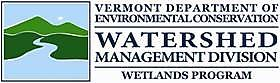 VERMONT DEPARTMENT OF
ENVIRONMENTAL CONSERVATION
WATERSHED
MANAGEMENT DIVISION
WETLANDS PROGRAM